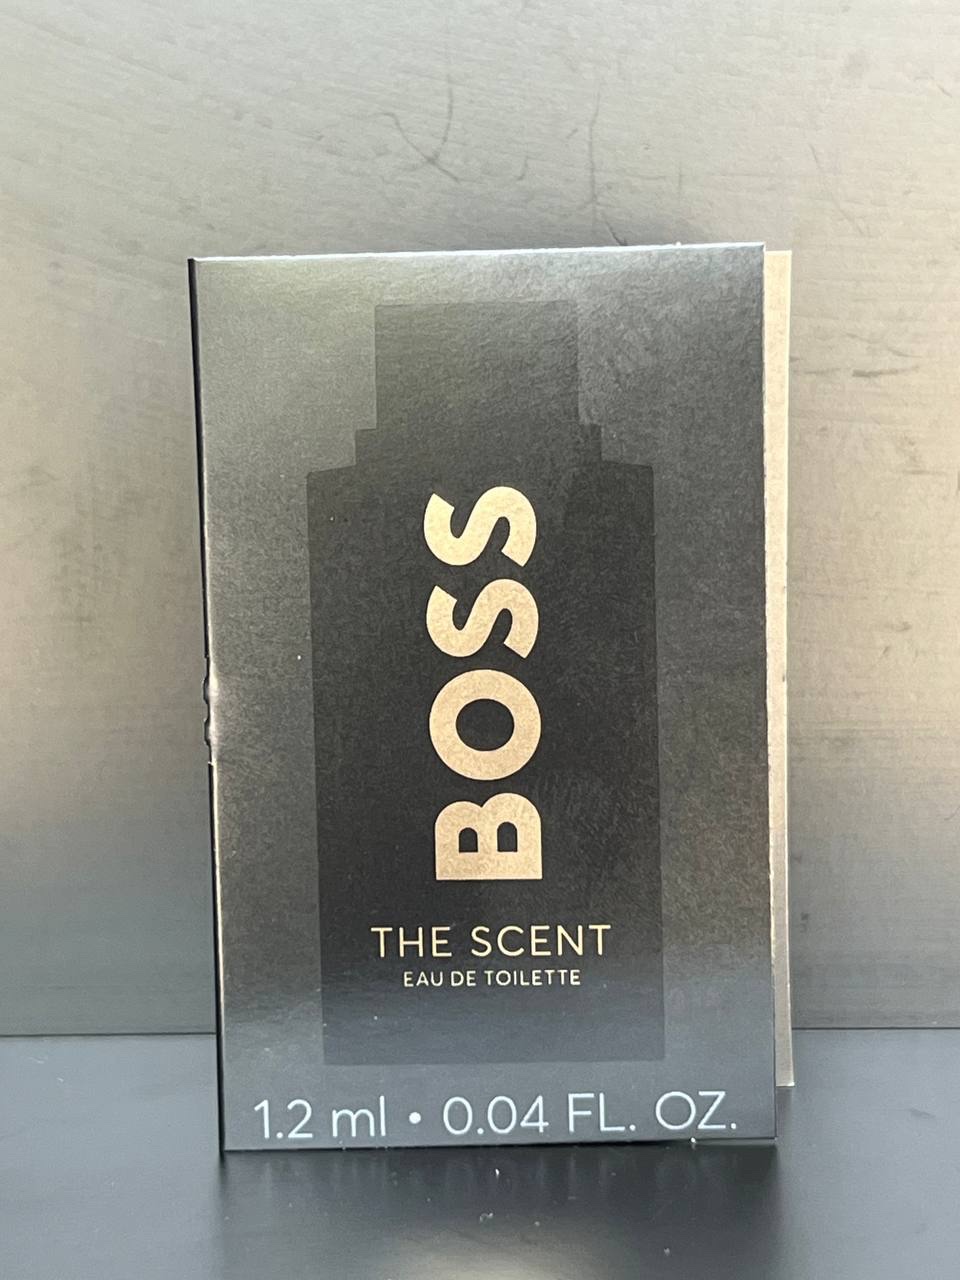 BOSS
THE SCENT
EAU DE TOILETTE
1.2 ml • 0.04 FL. OZ.